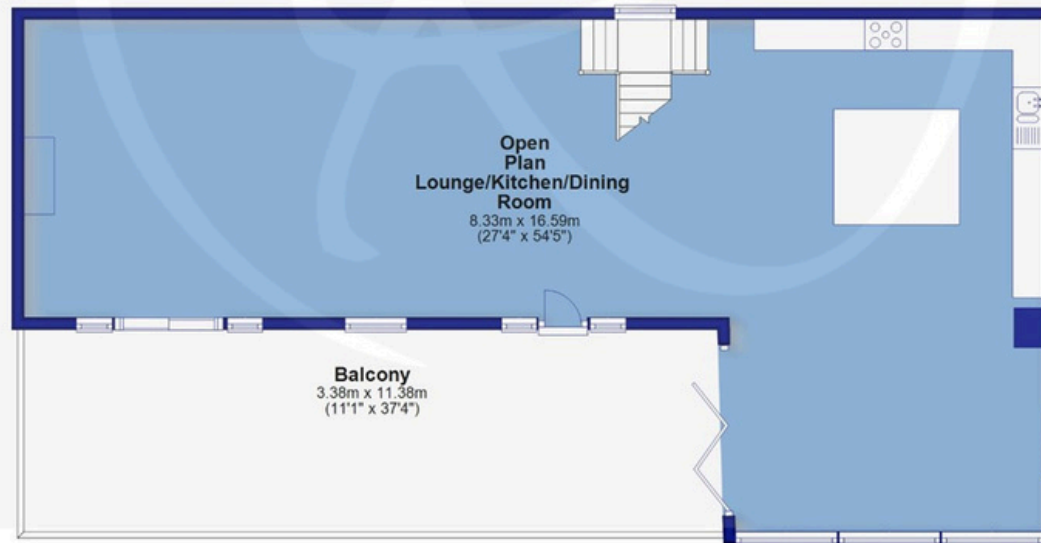 Open
Plan
Lounge/Kitchen/Dining
Room
8.33m x 16.59m
(27'4" x 54'5")
Balcony
3.38m x 11.38m
(11'1" x 37'4")